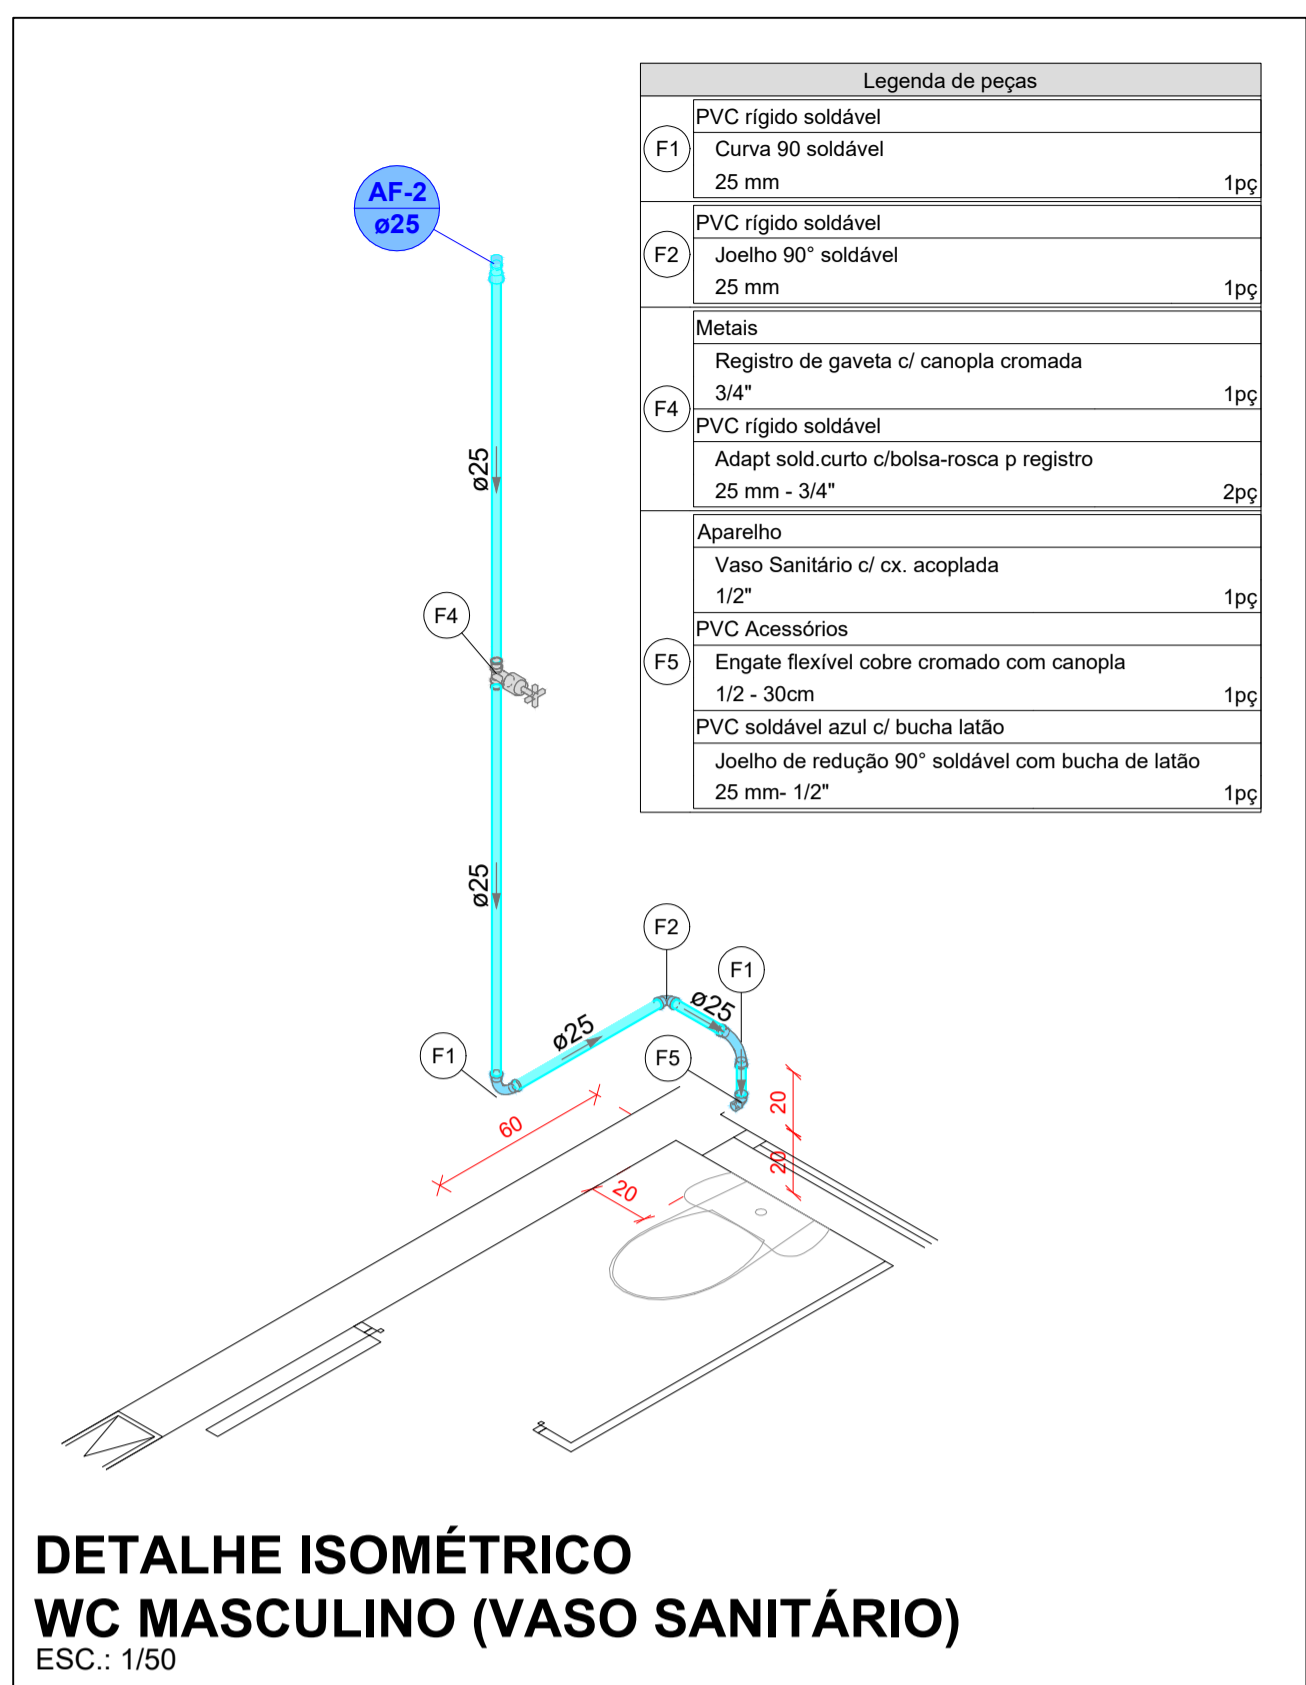 Legenda de peças
F1
PVC rígido soldável
Curva 90 soldável
25 mm 1pç
F2
PVC rígido soldável
Joelho 90° soldável
25 mm 1pç
F4
Metais
Registro de gaveta c/ canopla cromada
3/4" 1pç
PVC rígido soldável
Adapt sold.curto c/bolsa-rosca p registro
25 mm - 3/4" 2pç
F5
Aparelho
Vaso Sanitário c/ cx. acoplada
1/2" 1pç
PVC Acessórios
Engate flexível cobre cromado com canopla
1/2 - 30cm 1pç
PVC soldável azul c/ bucha latão
Joelho de redução 90° soldável com bucha de latão
25 mm- 1/2" 1pç
AF-2
ø25
ø25
F4
ø25
F2
F1
ø25
ø25
F1
F5
20
60
20
20
DETALHE ISOMÉTRICO
WC MASCULINO (VASO SANITÁRIO)
ESC.: 1/50